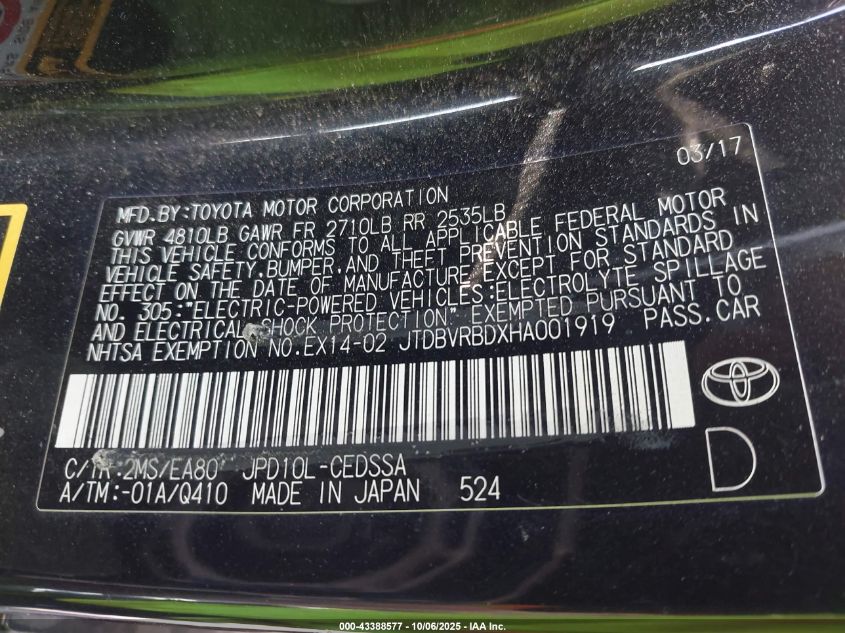 03/17
MFD.BY:TOYOTA MOTOR CORPORATION
GVWR 4810LB GAWR FR 2710LB RR 2535LB
THIS VEHICLE CONFORMS TO ALL APPLICABLE FEDERAL MOTOR
VEHICLE SAFETY,BUMPER,AND THEFT PREVENTION STANDARDS IN
EFFECT ON THE DATE OF MANUFACTURE EXCEPT FOR STANDARD
NO. 305:"ELECTRIC-POWERED VEHICLES:ELECTROLYTE SPILLAGE
AND ELECTRICAL SHOCK PROTECTION" EXEMPTED PURSUANT TO
NHTSA EXEMPTION NO.EX14-02 JTDBVRBDXHA001919 PASS.CAR
C/TR:2MS/EA80 JPD10L-CEDSSA
A/TM:-01A/Q410 MADE IN JAPAN 524
D
000-43388577 - 10/06/2025 - IAA Inc.